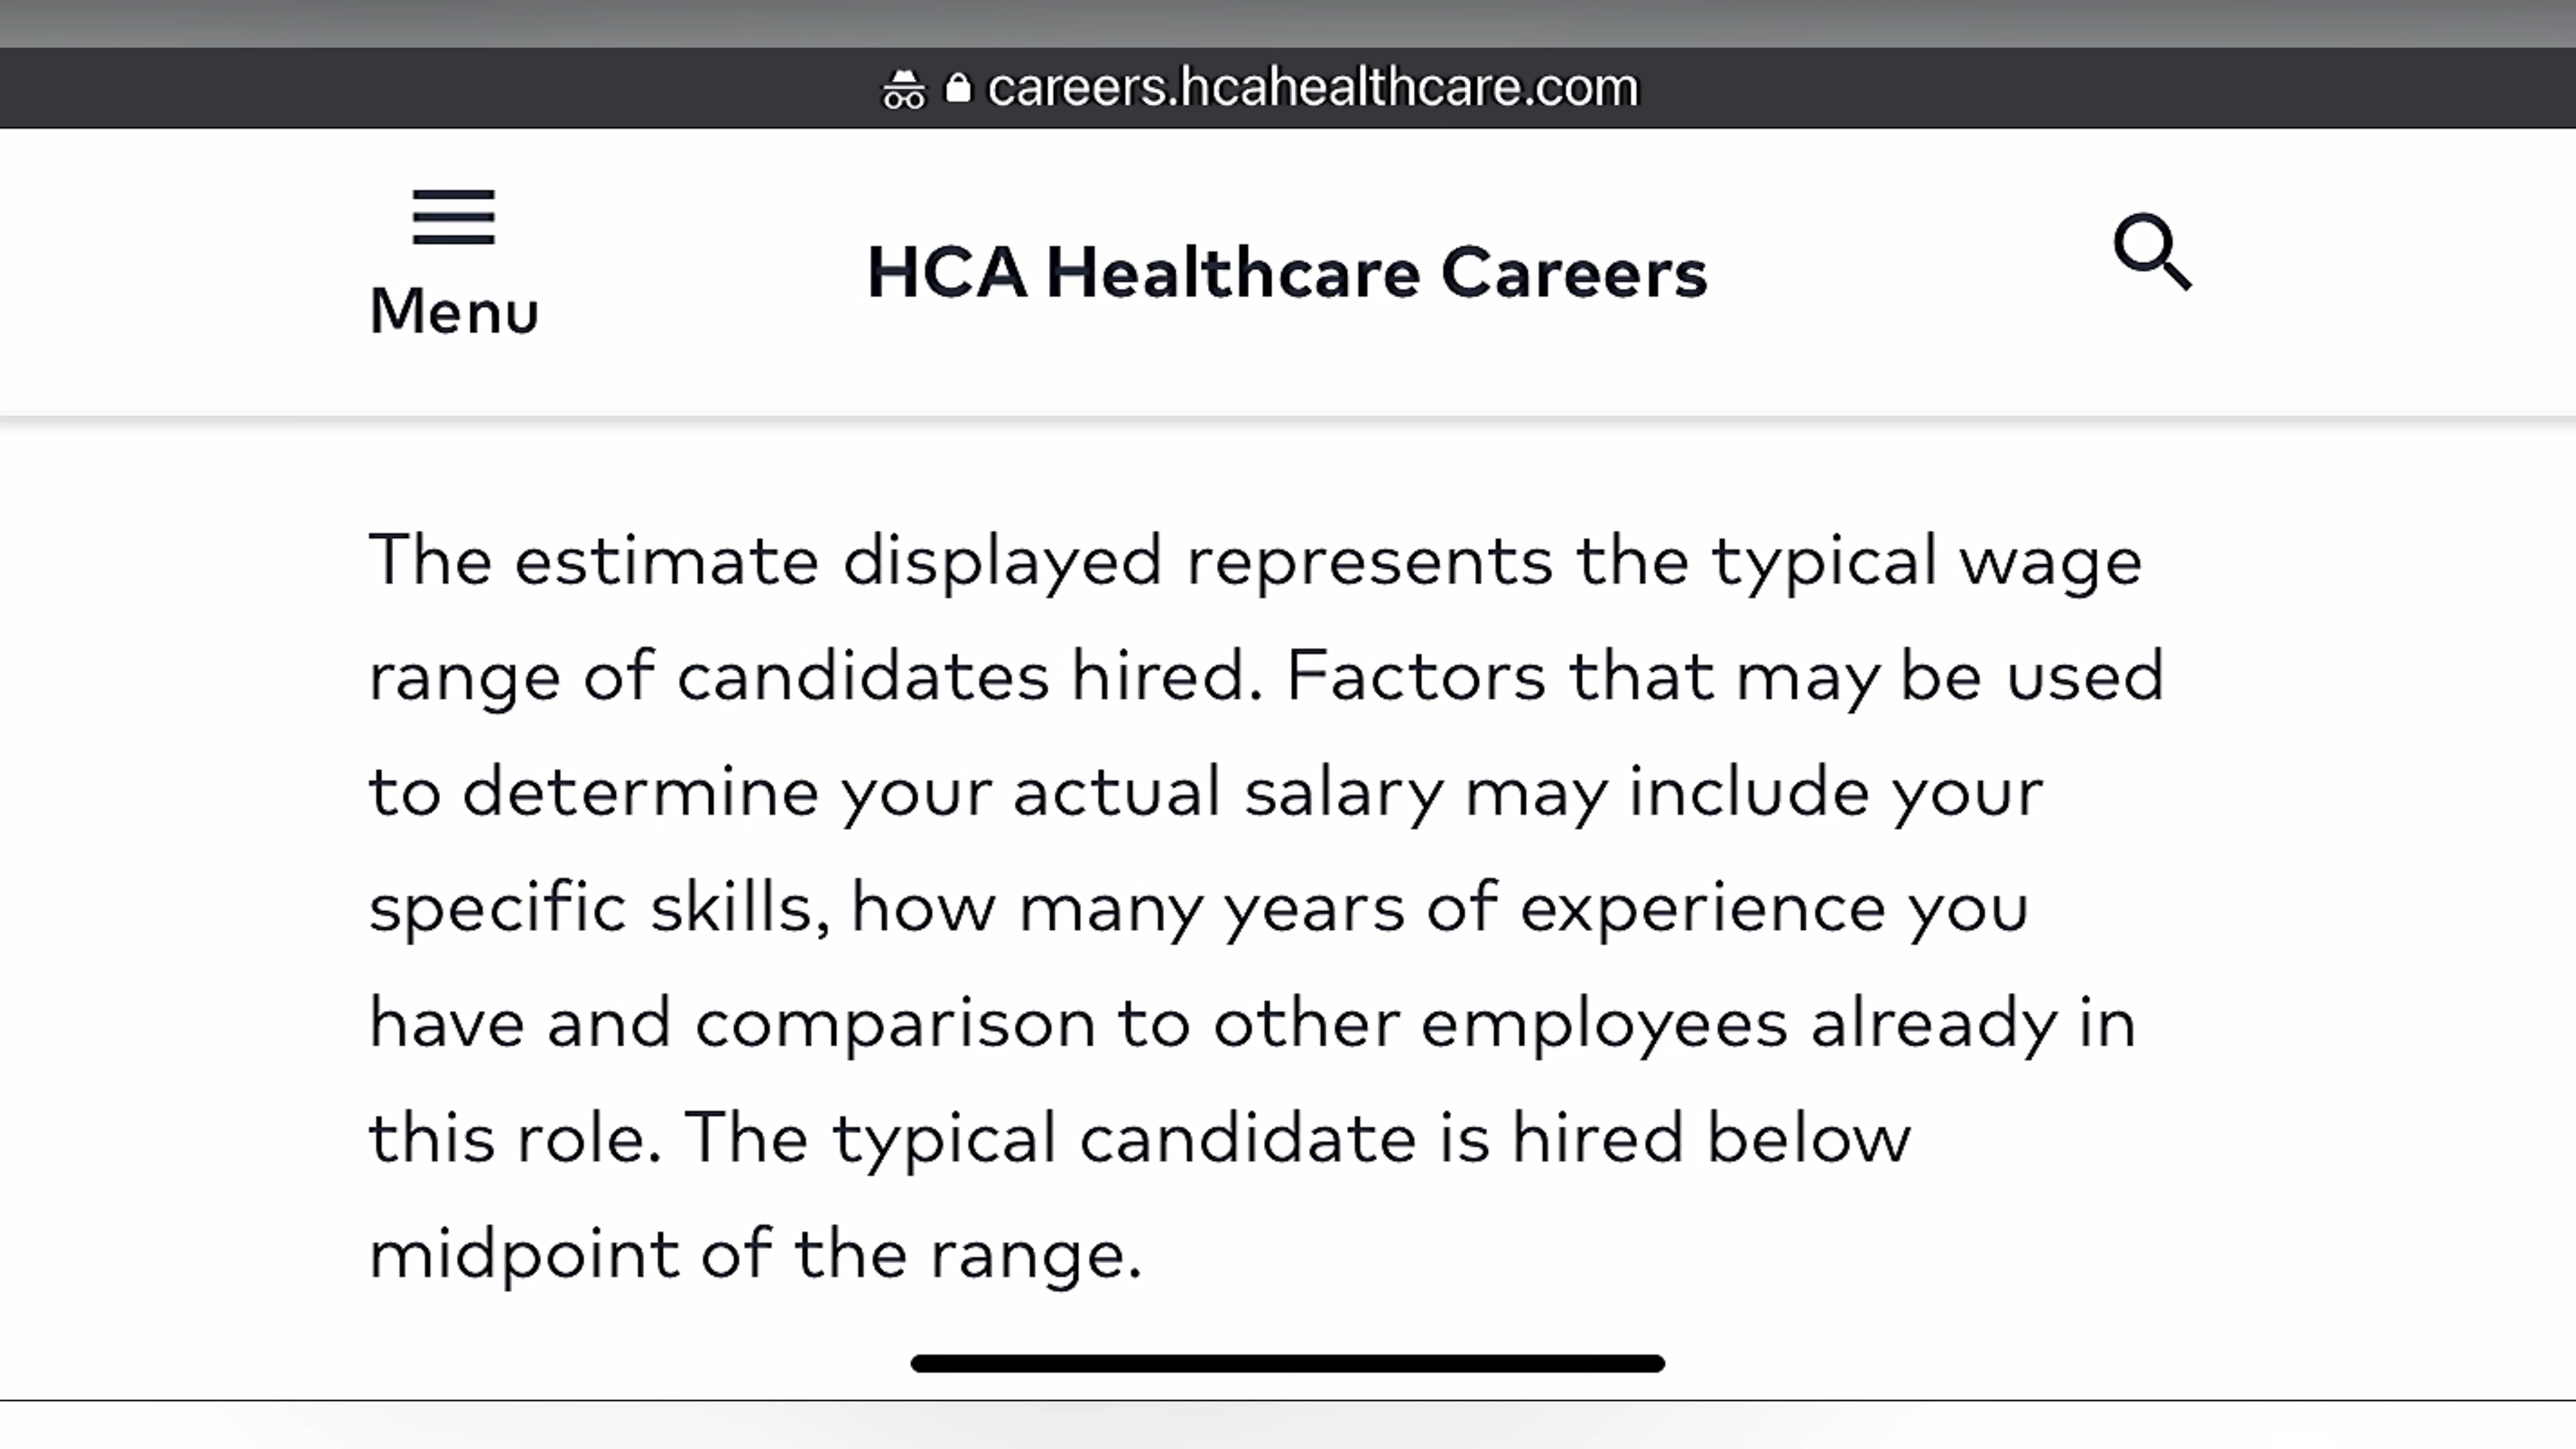 careers.hcahealthcare.com
Menu
HCA Healthcare Careers
The estimate displayed represents the typical wage
range of candidates hired. Factors that may be used
to determine your actual salary may include your
specific skills, how many years of experience you
have and comparison to other employees already in
this role. The typical candidate is hired below
midpoint of the range.